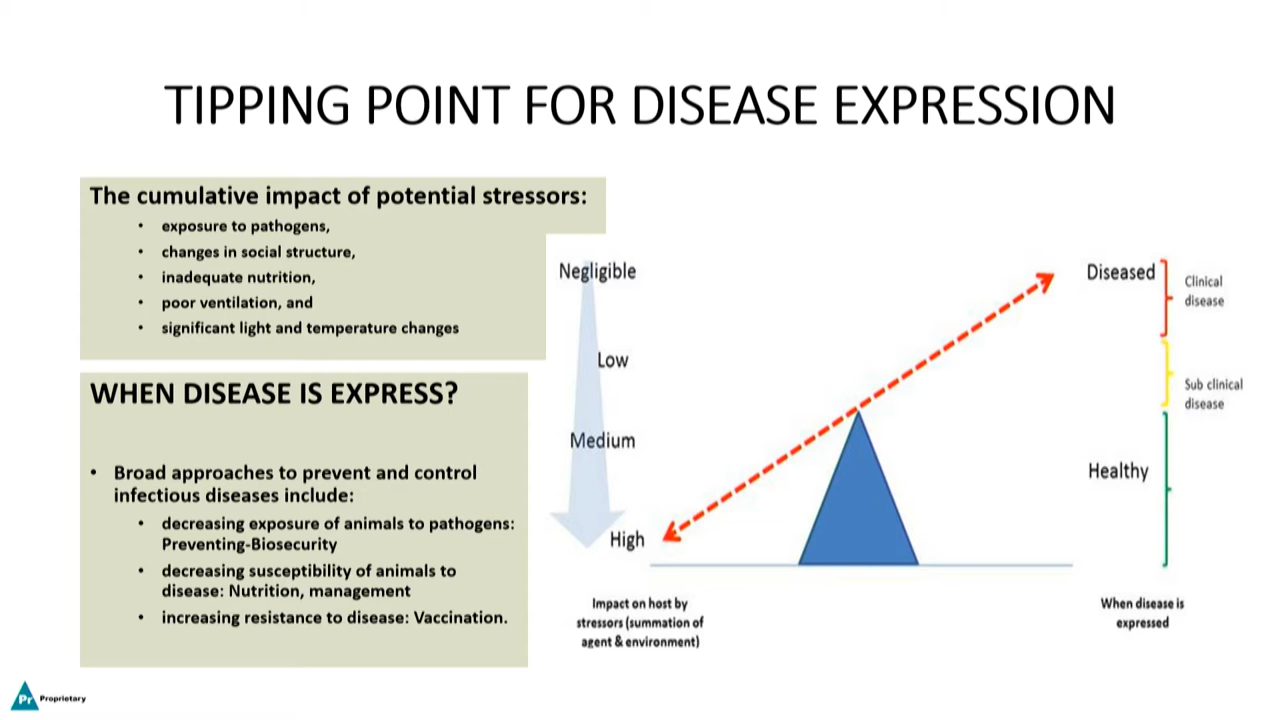 TIPPING POINT FOR DISEASE EXPRESSION
The cumulative impact of potential stressors:
• exposure to pathogens,
• changes in social structure,
• inadequate nutrition,
• poor ventilation, and
• significant light and temperature changes
WHEN DISEASE IS EXPRESS?
• Broad approaches to prevent and control
infectious diseases include:
• decreasing exposure of animals to pathogens:
Preventing-Biosecurity
• decreasing susceptibility of animals to
disease: Nutrition, management
• increasing resistance to disease: Vaccination.
Negligible
Low
Medium
High
Impact on host by
stressors (summation of
agent & environment)
Diseased
Clinical
disease
Sub clinical
disease
Healthy
When disease is
expressed
Pr Proprietary